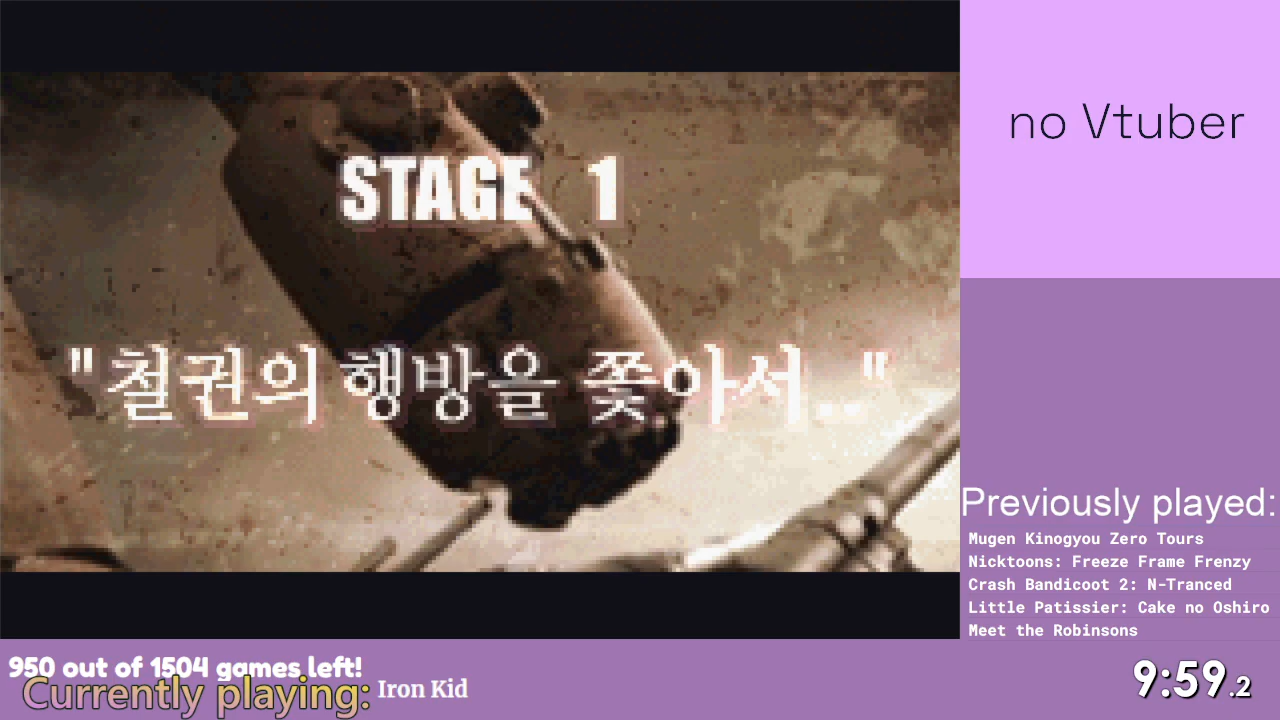 STAGE 1
"철권의 행방을 쫓아서..."
no Vtuber
Previously played:
Mugen Kinogyou Zero Tours
Nicktoons: Freeze Frame Frenzy
Crash Bandicoot 2: N-Tranced
Little Patissier: Cake no Oshiro
Meet the Robinsons
950 out of 1504 games left!
Currently playing: Iron Kid
9:59.2